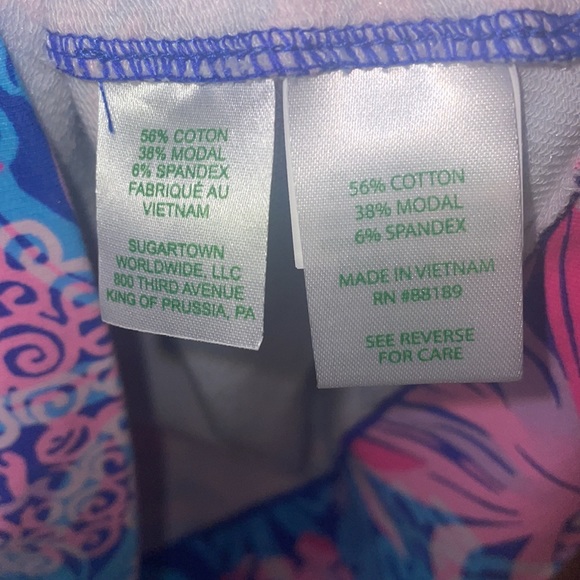 56% COTON
38% MODAL
6% SPANDEX
FABRIQUÉ AU
VIETNAM
SUGARTOWN
WORLDWIDE, LLC
800 THIRD AVENUE
KING OF PRUSSIA, PA
56% COTTON
38% MODAL
6% SPANDEX
MADE IN VIETNAM
RN #88189
SEE REVERSE
FOR CARE